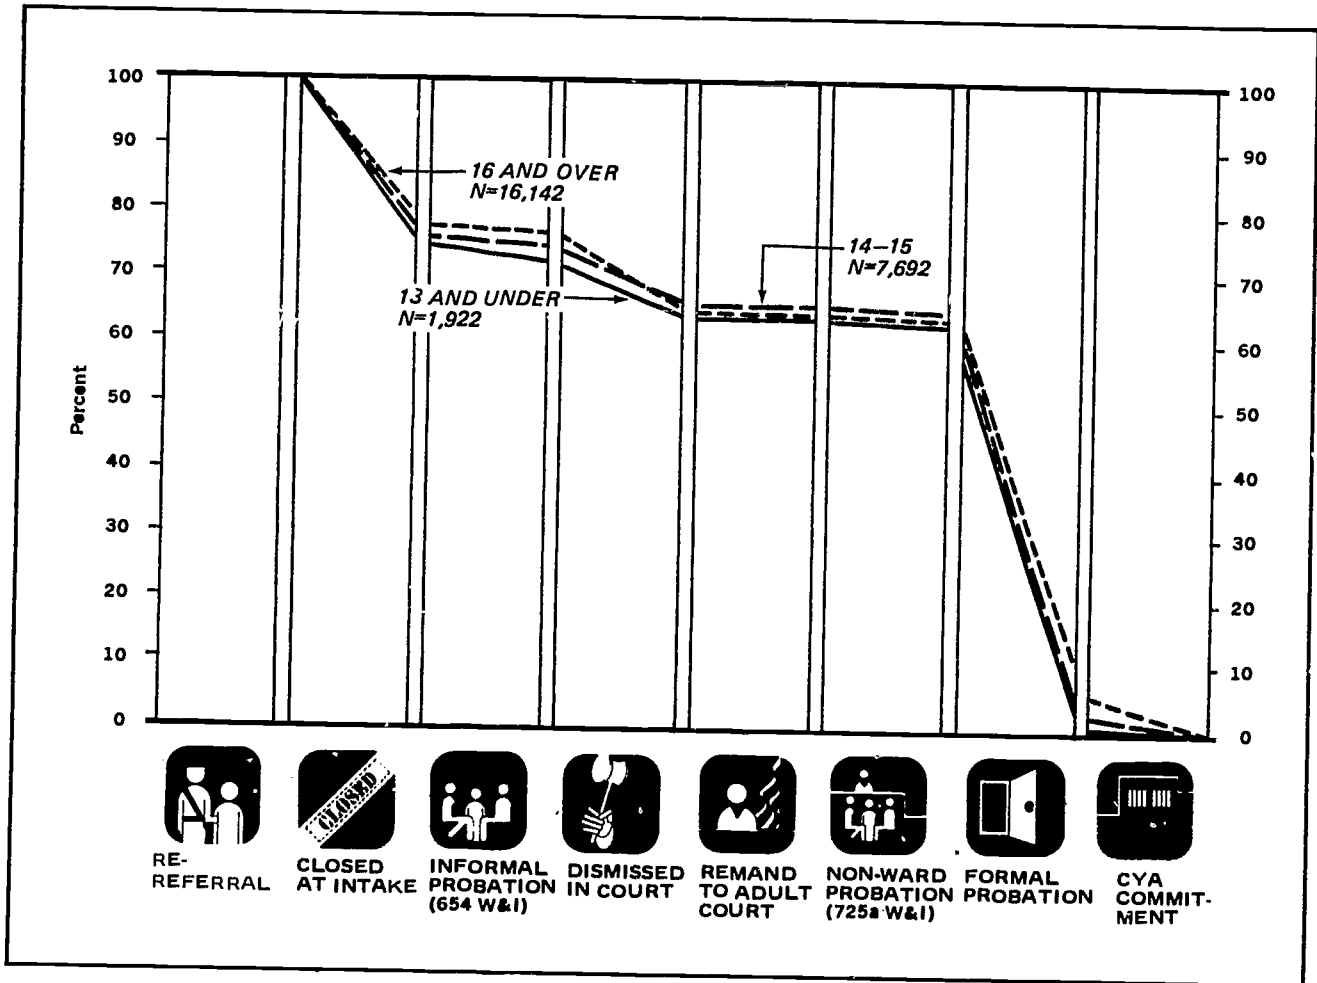 100
90
80
70
60
50
40
30
20
10
0
Percent
16 AND OVER
N=16,142
14–15
N=7,692
13 AND UNDER
N=1,922
100
90
80
70
60
50
40
30
20
10
0
CLOSED
RE-
REFERRAL
CLOSED
AT INTAKE
INFORMAL
PROBATION
(654 W&I)
DISMISSED
IN COURT
REMAND
TO ADULT
COURT
NON-WARD
PROBATION
(725a W&I)
FORMAL
PROBATION
CYA
COMMIT-
MENT